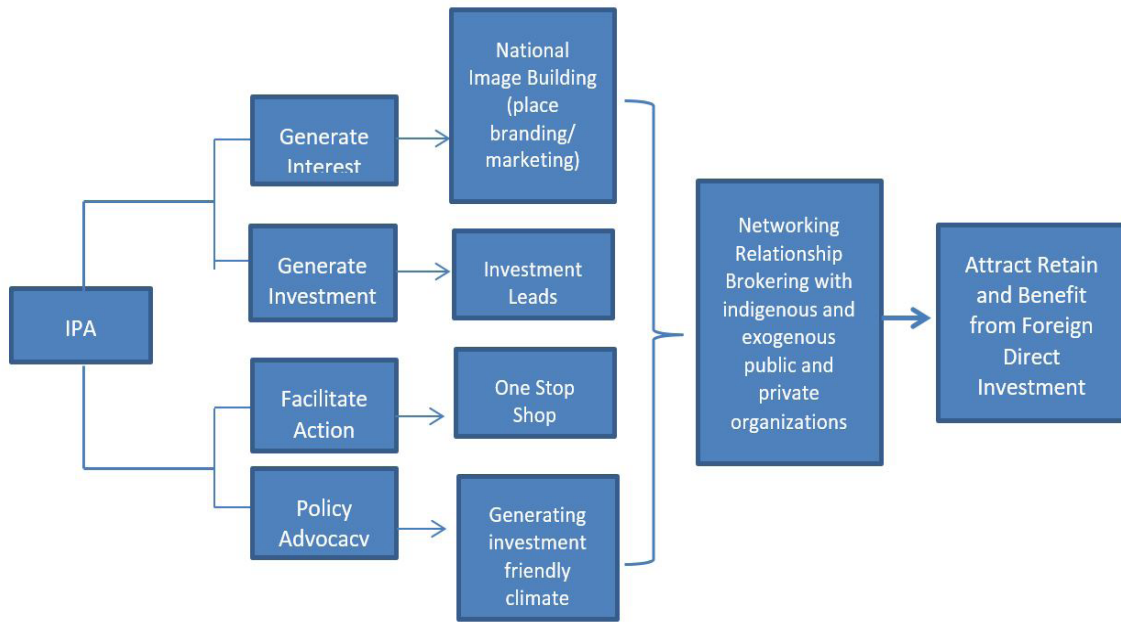 IPA
Generate
Interest
National
Image Building
(place
branding/
marketing)
Generate
Investment
Investment
Leads
Facilitate
Action
One Stop
Shop
Policy
Advocacy
Generating
investment
friendly
climate
Networking
Relationship
Brokering with
indigenous and
exogenous
public and
private
organizations
Attract Retain
and Benefit
from Foreign
Direct
Investment